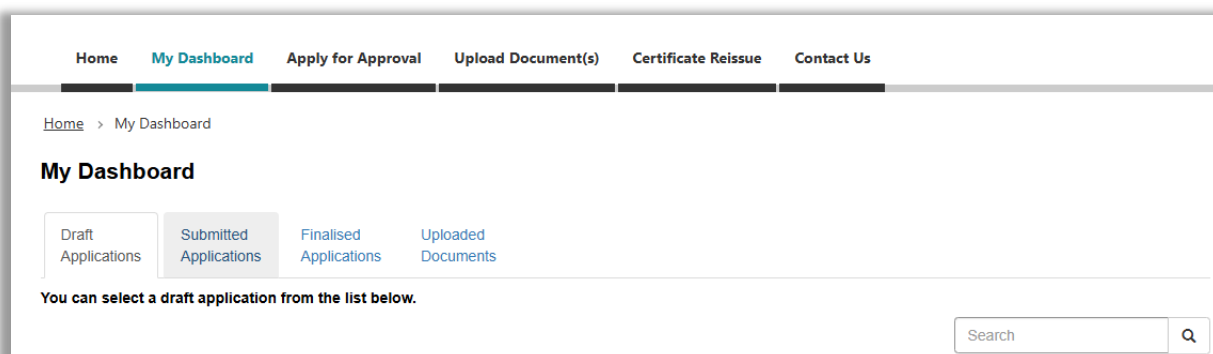 Home My Dashboard Apply for Approval Upload Document(s) Certificate Reissue Contact Us
Home > My Dashboard
My Dashboard
Draft Applications
Submitted Applications
Finalised Applications
Uploaded Documents
You can select a draft application from the list below.
Search